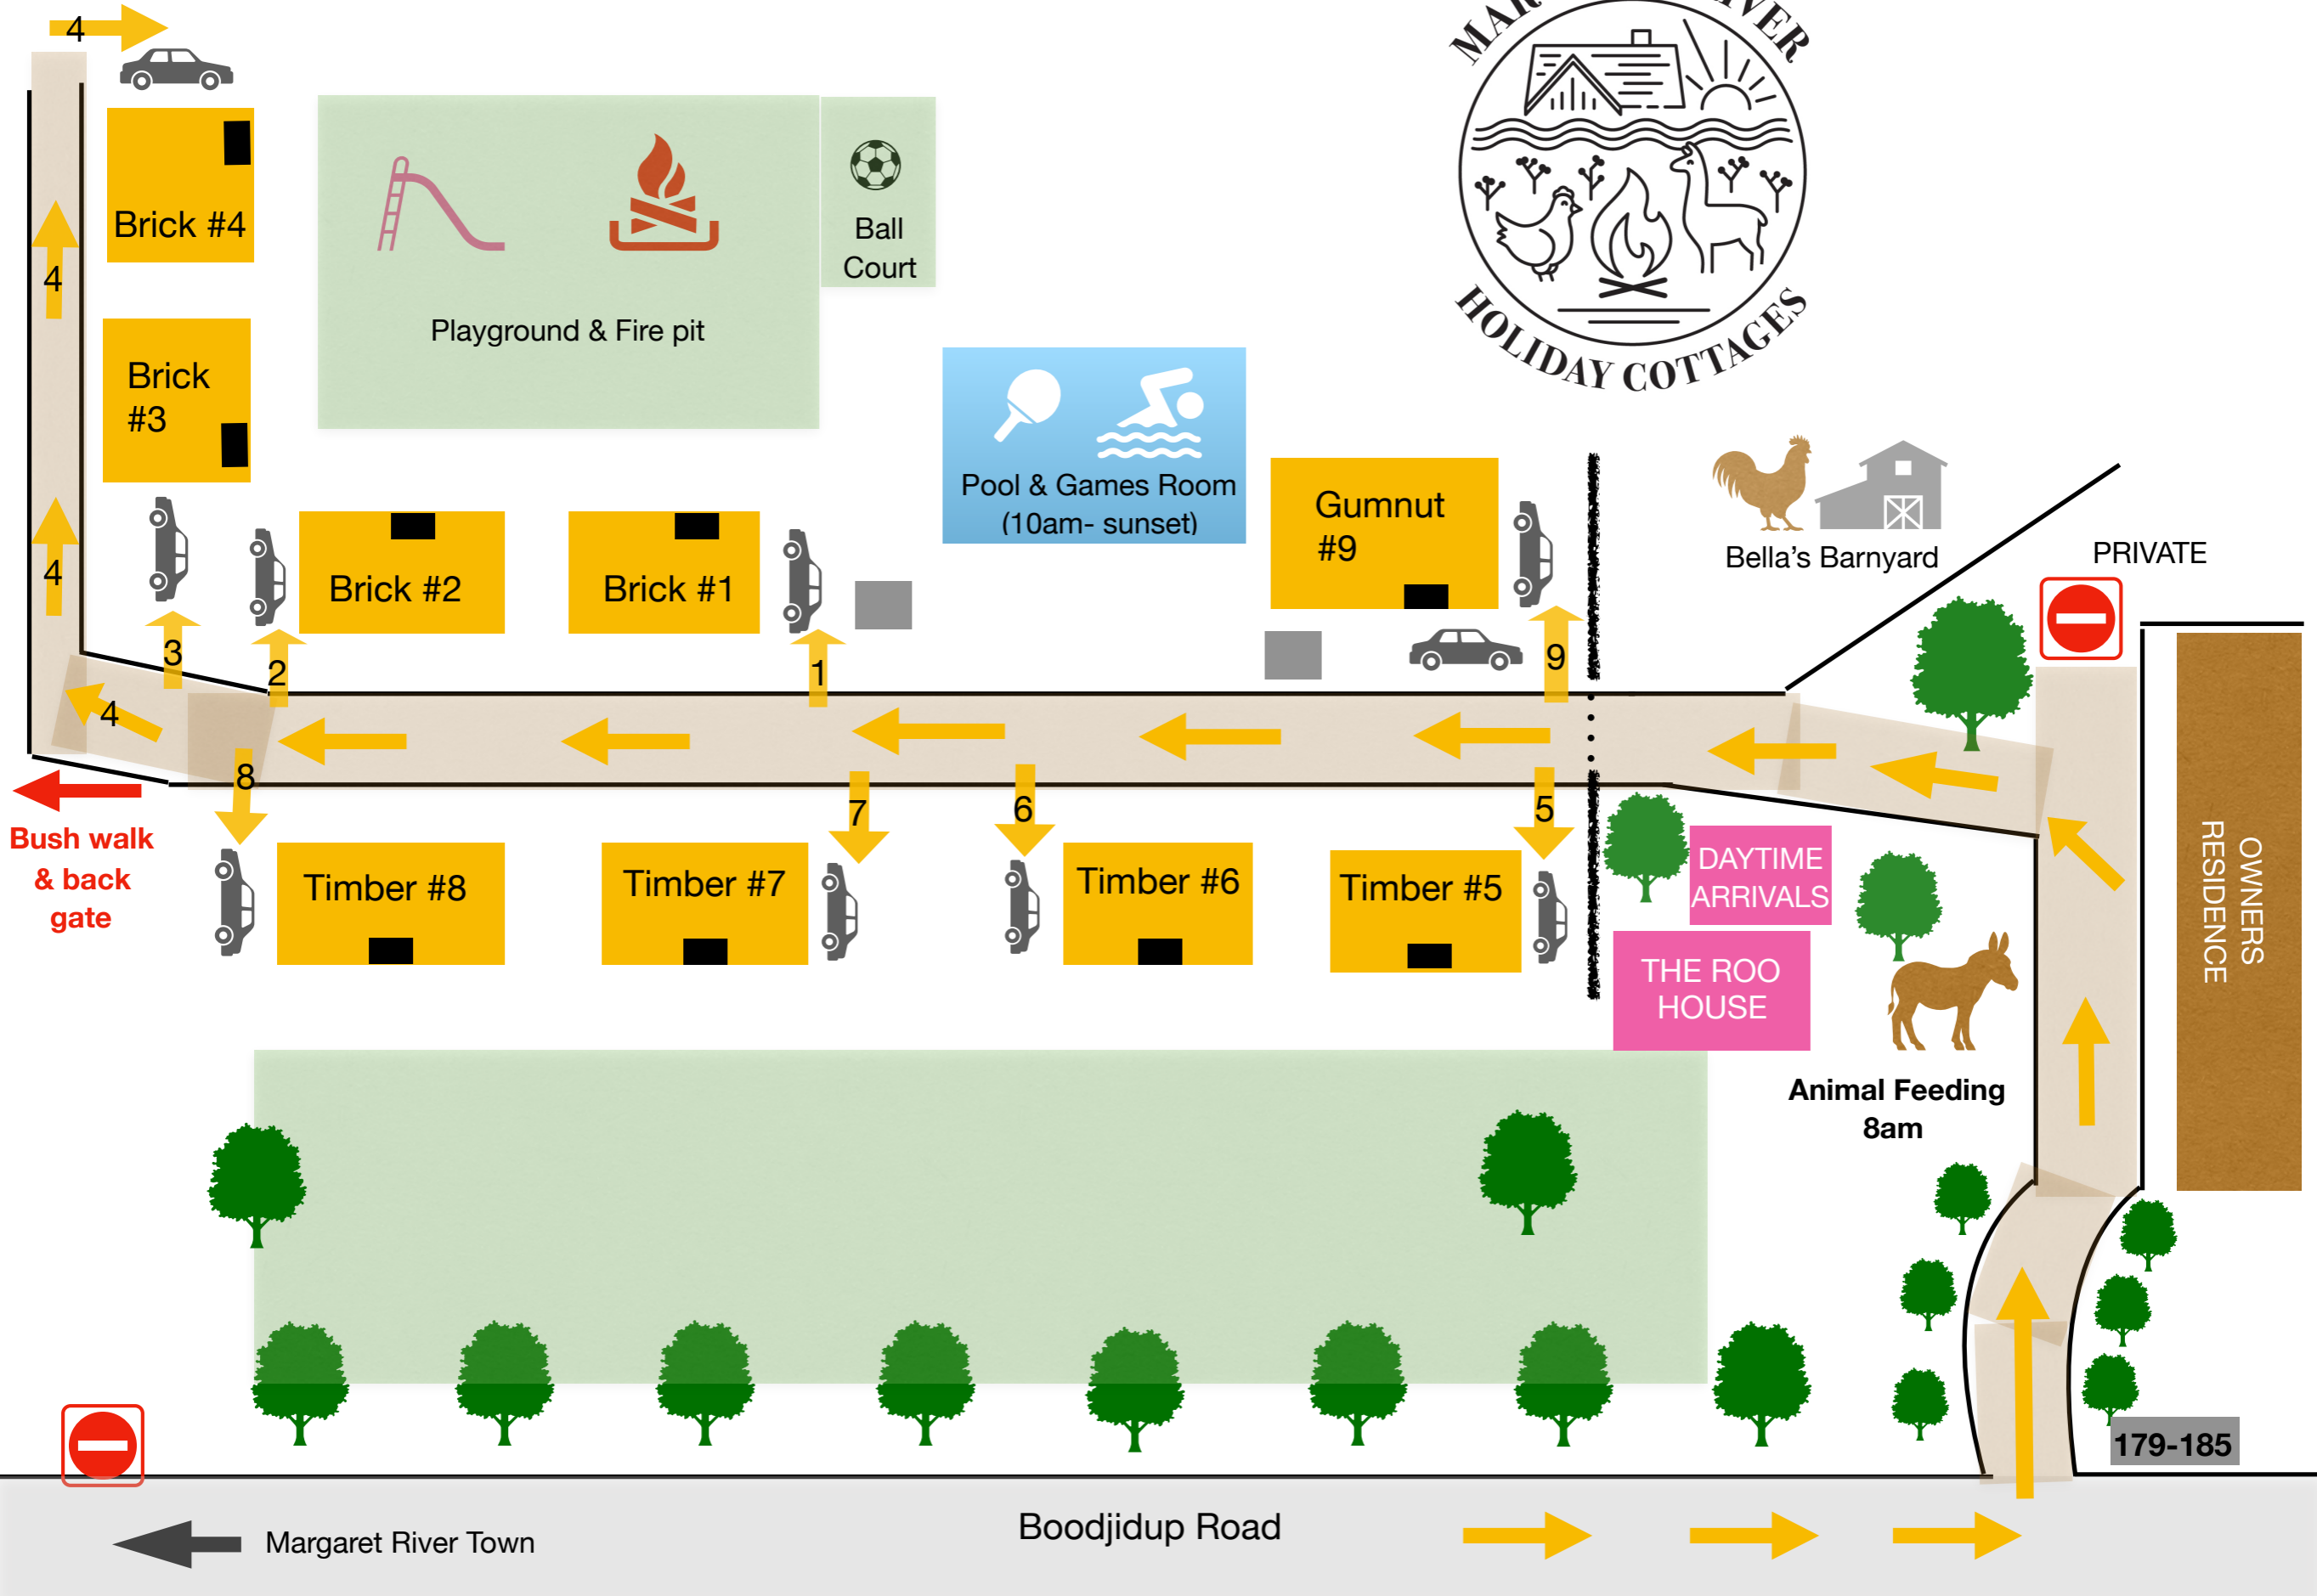 4
MAR
IVER
HOLIDAY COTTAGES
Brick #4
4
Ball
Court
Playground & Fire pit
Brick
#3
Pool & Games Room
(10am- sunset)
Gumnut
#9
Bella's Barnyard
PRIVATE
4
Brick #2
Brick #1
3
2
1
9
4
8
7
6
5
Bush walk
& back
gate
Timber #8
Timber #7
Timber #6
Timber #5
DAYTIME
ARRIVALS
THE ROO
HOUSE
OWNERS
RESIDENCE
Animal Feeding
8am
179-185
Margaret River Town
Boodjidup Road